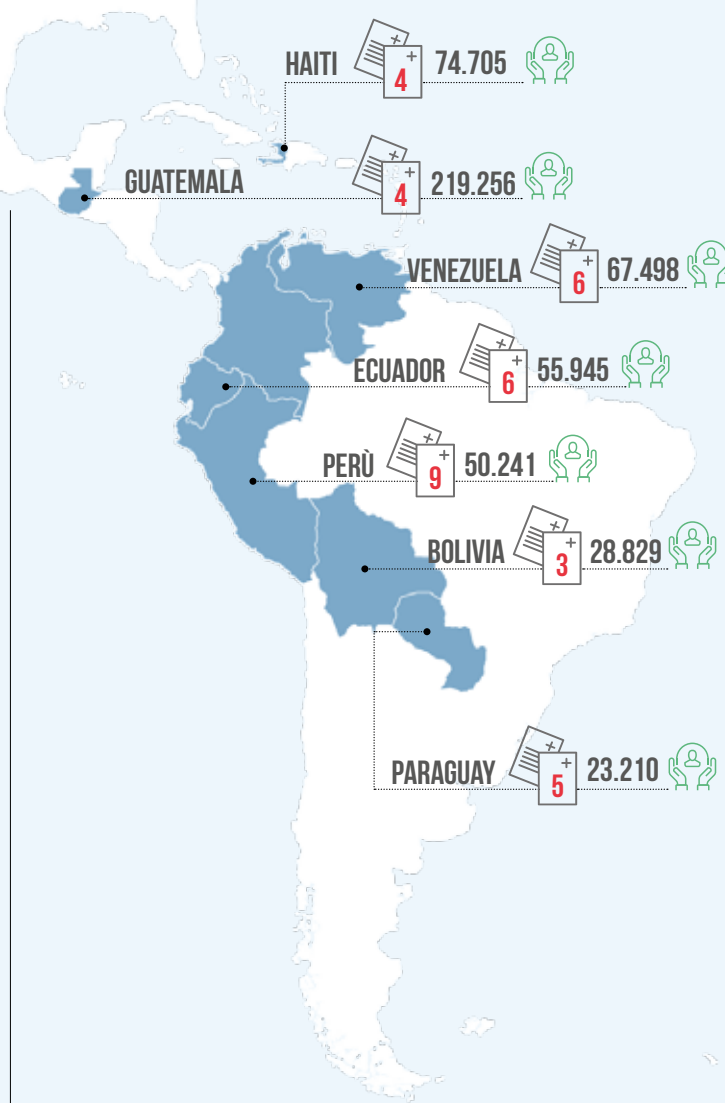 HAITI 4 74.705
GUATEMALA 4 219.256
VENEZUELA 6 67.498
ECUADOR 6 55.945
PERÙ 9 50.241
BOLIVIA 3 28.829
PARAGUAY 5 23.210